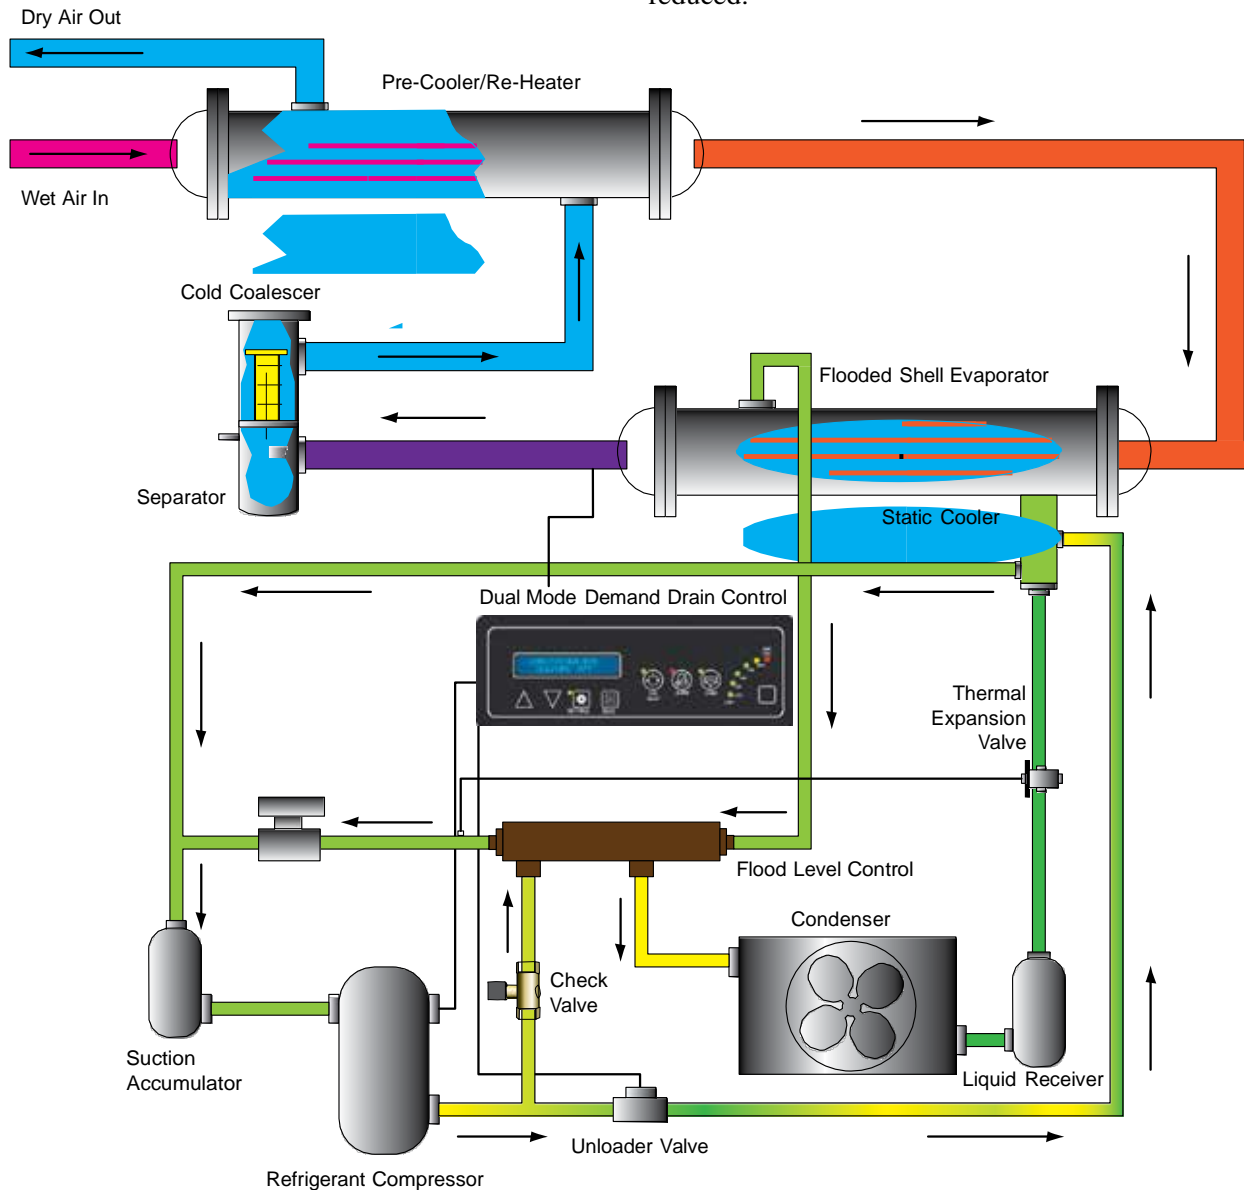 reduced.
Dry Air Out
Pre-Cooler/Re-Heater
Wet Air In
Cold Coalescer
Flooded Shell Evaporator
Separator
Static Cooler
Dual Mode Demand Drain Control
Thermal
Expansion
Valve
Flood Level Control
Condenser
Check
Valve
Suction
Accumulator
Liquid Receiver
Unloader Valve
Refrigerant Compressor